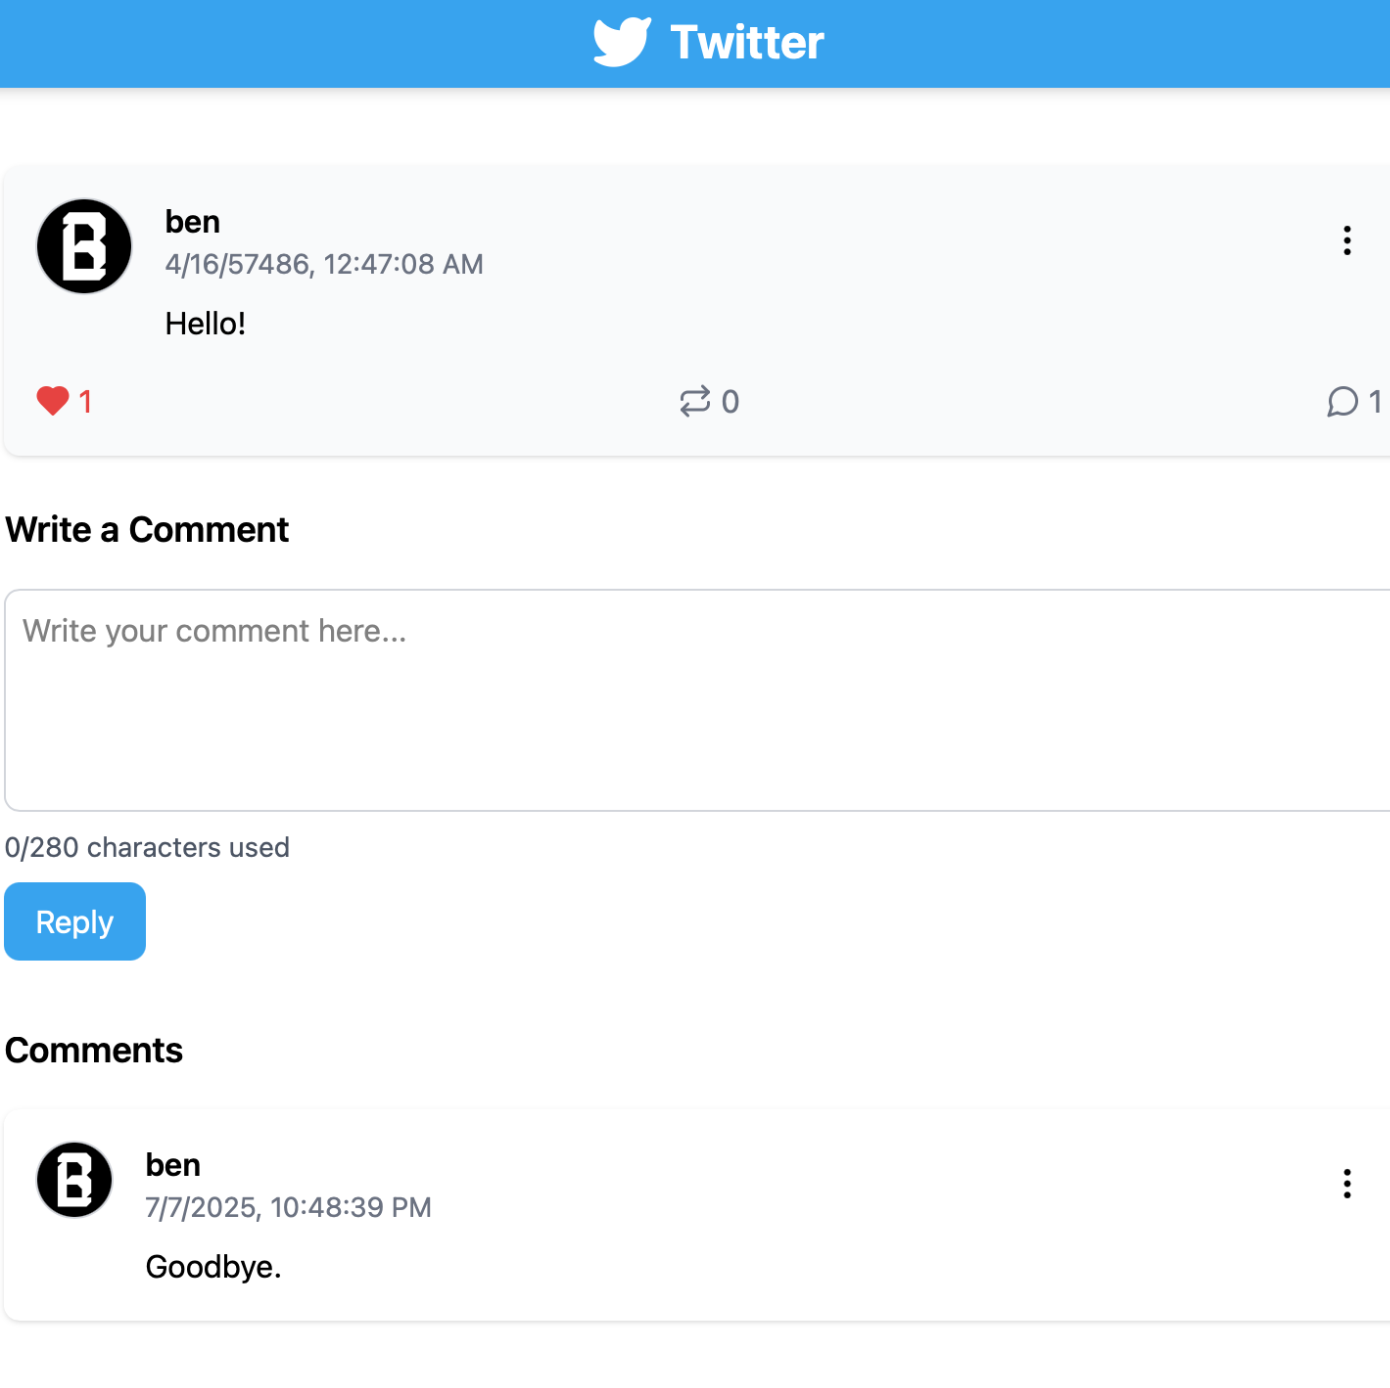 Twitter
B
ben
4/16/57486, 12:47:08 AM
Hello!
1
0
1
Write a Comment
Write your comment here...
0/280 characters used
Reply
Comments
B
ben
7/7/2025, 10:48:39 PM
Goodbye.